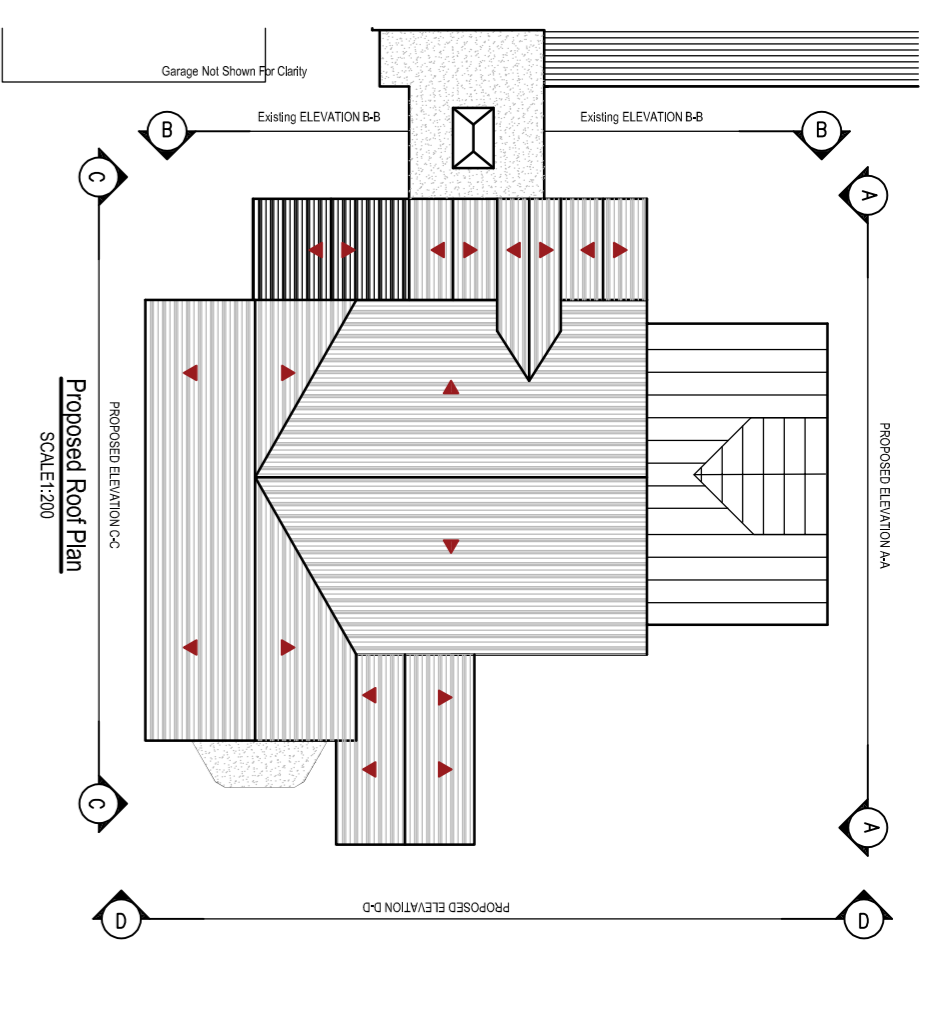 Garage Not Shown For Clarity
Existing ELEVATION B-B
Existing ELEVATION B-B
B
B
C
A
PROPOSED ELEVATION C-C
PROPOSED ELEVATION A-A
Proposed Roof Plan
SCALE1:200
C
A
PROPOSED ELEVATION D-D
D
D